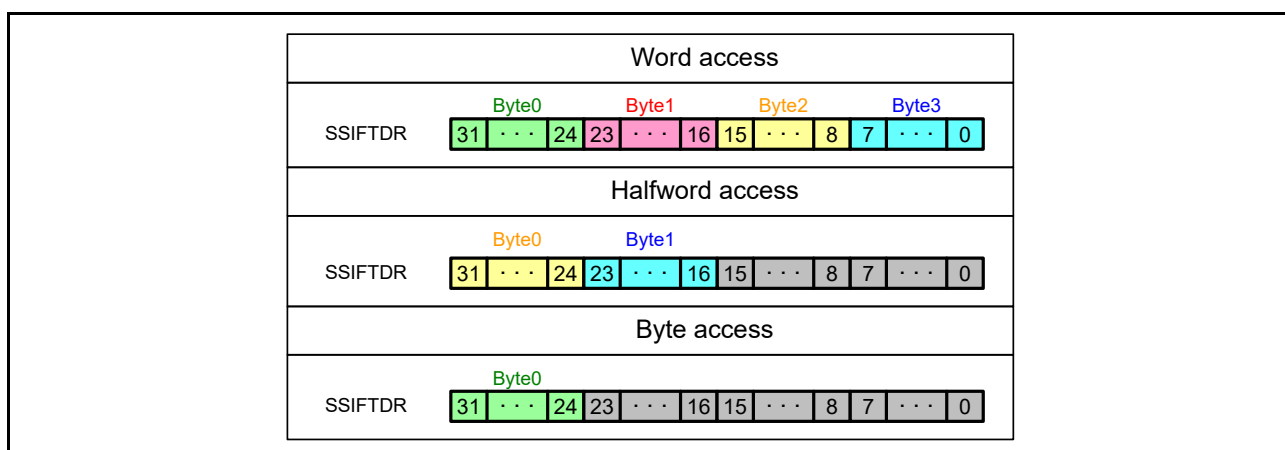 Word access
Byte0 Byte1 Byte2 Byte3
SSIFTDR 31 · · · 24 23 · · · 16 15 · · · 8 7 · · · 0
Halfword access
Byte0 Byte1
SSIFTDR 31 · · · 24 23 · · · 16 15 · · · 8 7 · · · 0
Byte access
Byte0
SSIFTDR 31 · · · 24 23 · · · 16 15 · · · 8 7 · · · 0